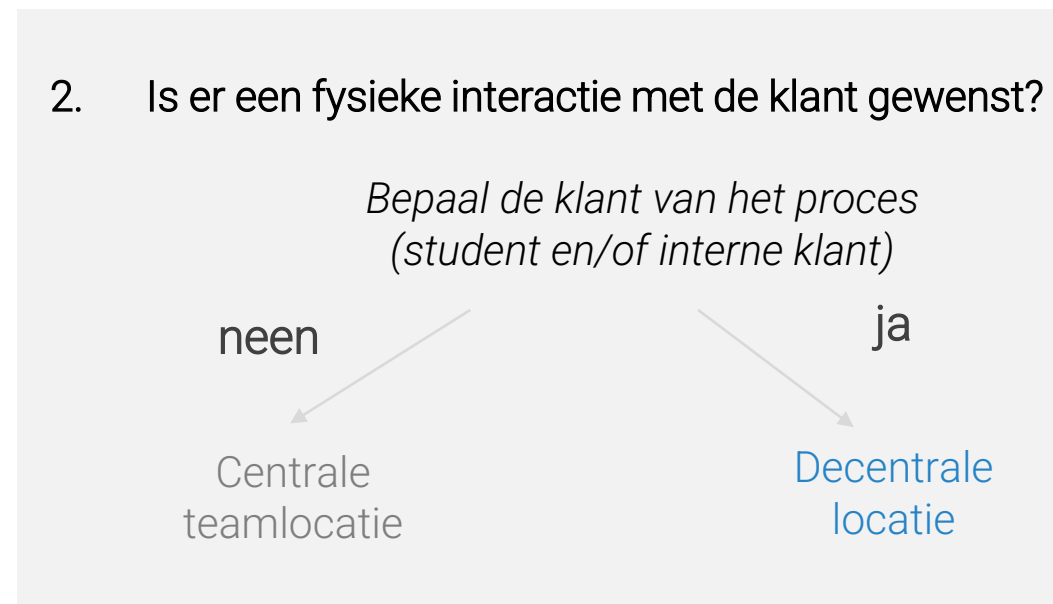 2. Is er een fysieke interactie met de klant gewenst?
Bepaal de klant van het proces
(student en/of interne klant)
neen
ja
Centrale
teamlocatie
Decentrale
locatie